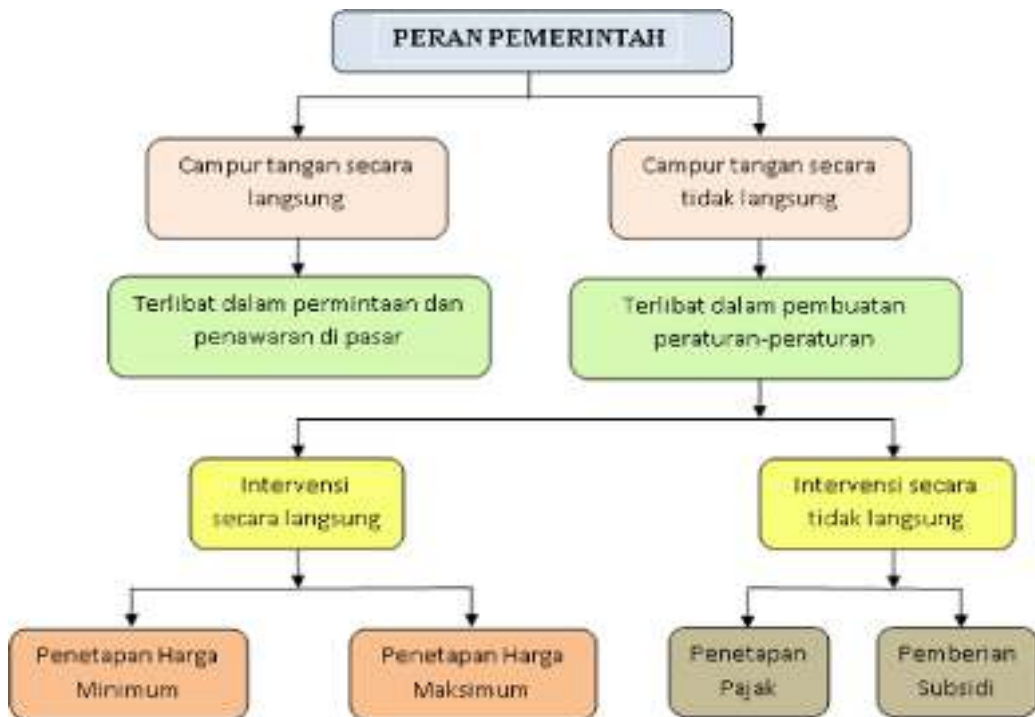 PERAN PEMERINTAH
Campur tangan secara
langsung
Campur tangan secara
tidak langsung
Terlibat dalam permintaan dan
penawaran di pasar
Terlibat dalam pembuatan
peraturan-peraturan
Intervensi
secara langsung
Intervensi secara
tidak langsung
Penetapan Harga
Minimum
Penetapan Harga
Maksimum
Penetapan
Pajak
Pemberian
Subsidi